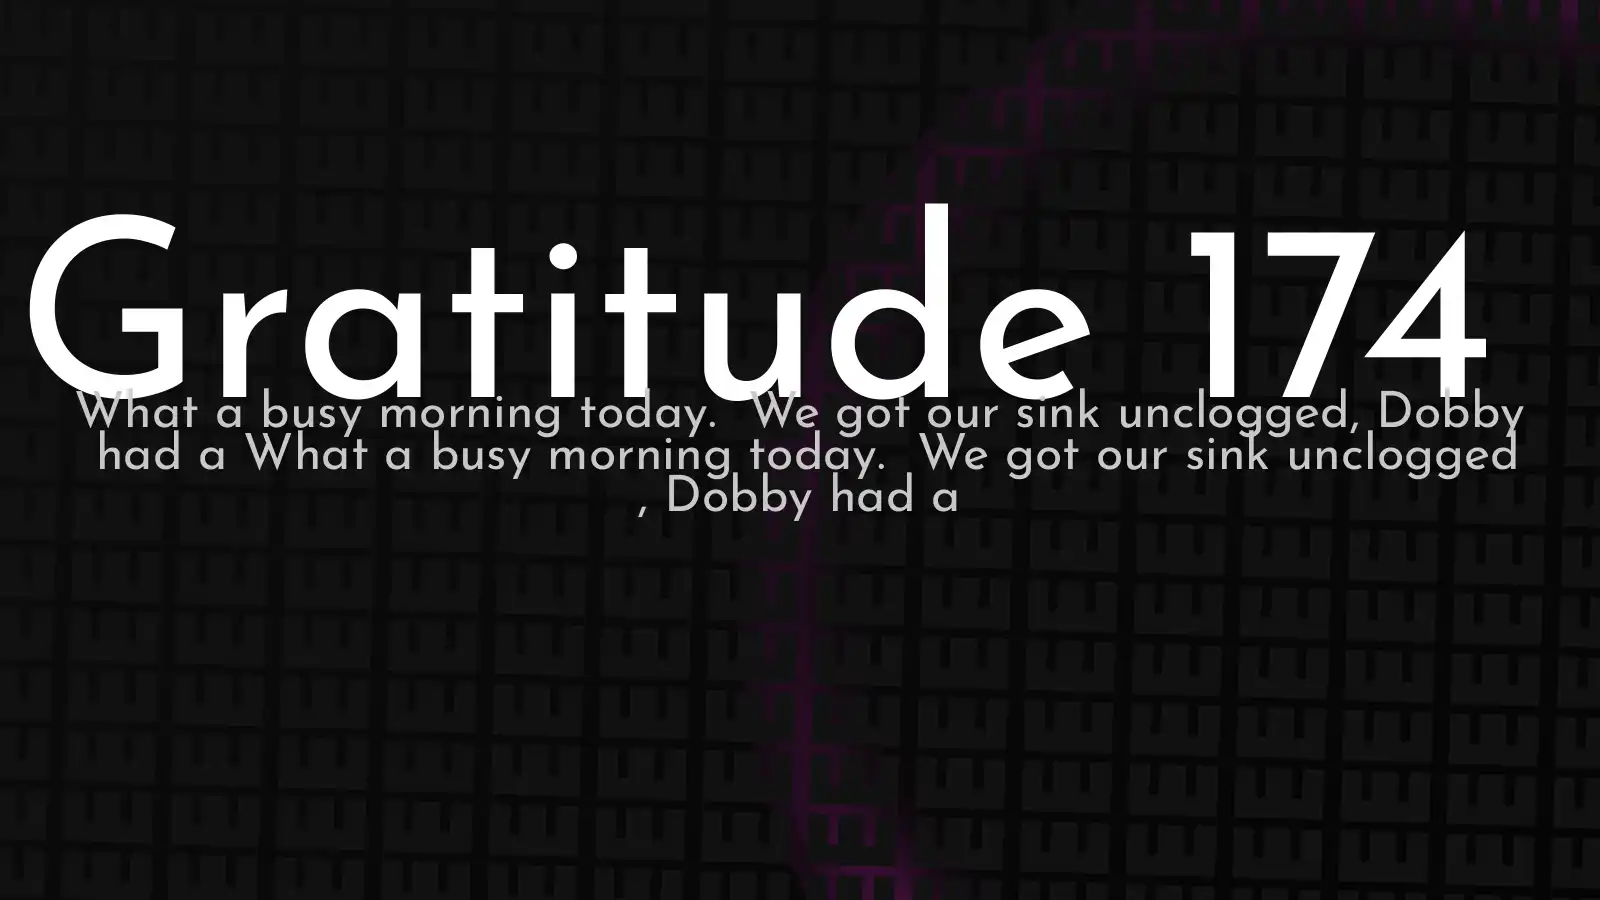 Gratitude 174
What a busy morning today.  We got our sink unclogged, Dobby
had a What a busy morning today.  We got our sink unclogged
, Dobby had a